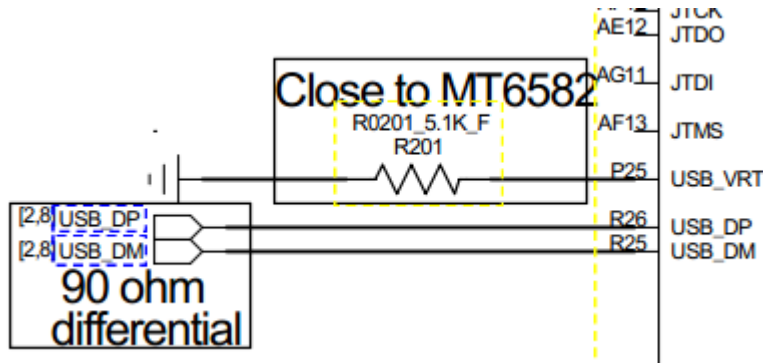 JTCK
AE12 JTDO
Close to MT6582
AG11 JTDI
R0201_5.1K_F
AF13 JTMS
R201
P25 USB_VRT
[2,8] USB_DP R26 USB_DP
[2,8] USB_DM R25 USB_DM
90 ohm
differential